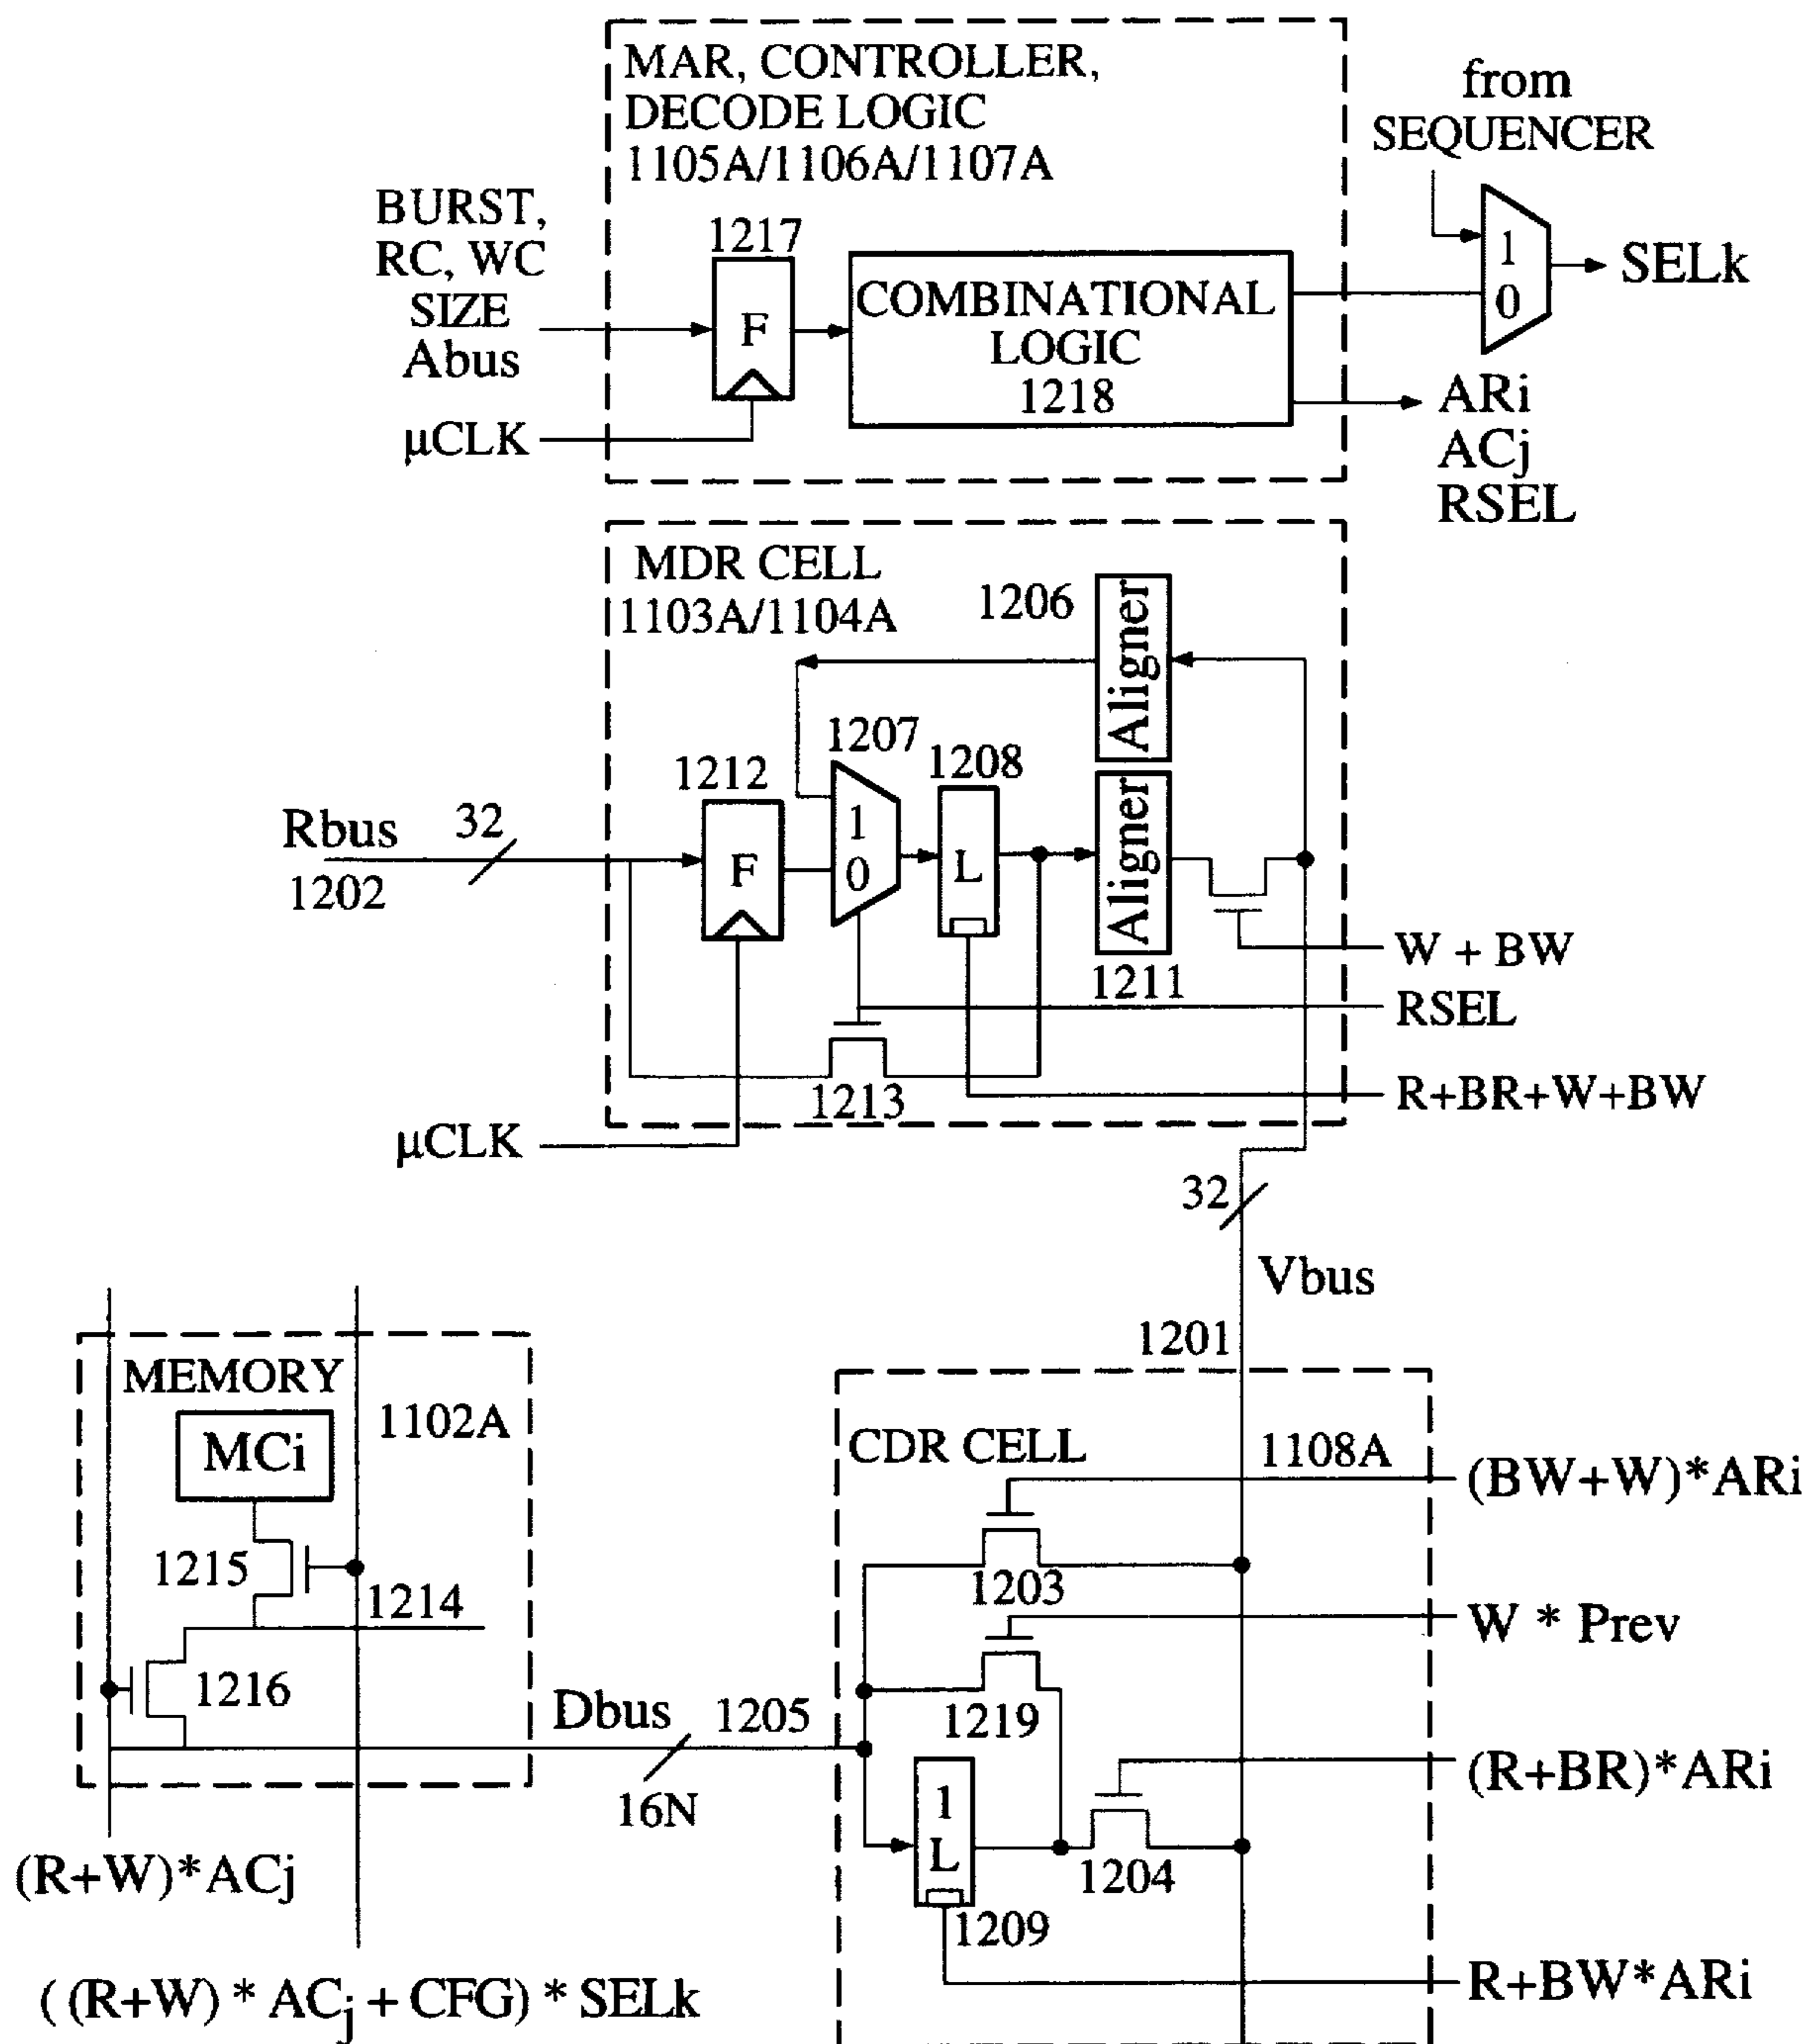 MAR, CONTROLLER,
DECODE LOGIC
1105A/1106A/1107A
from
SEQUENCER
BURST,
RC, WC
SIZE
Abus
μCLK
1217
F
COMBINATIONAL
LOGIC
1218
1
0
SELk
ARi
ACj
RSEL
MDR CELL
1103A/1104A
1206
Aligner
1207
1208
1212
Rbus
32
1202
F
1
0
L
Aligner
1211
W + BW
RSEL
1213
R+BR+W+BW
μCLK
32
Vbus
1201
MEMORY
1102A
MCi
1215
1214
1216
Dbus
1205
16N
(R+W)*ACj
((R+W) * ACj + CFG) * SELk
CDR CELL
1108A
(BW+W)*ARi
1203
W * Prev
1219
(R+BR)*ARi
1
L
1204
1209
R+BW*ARi